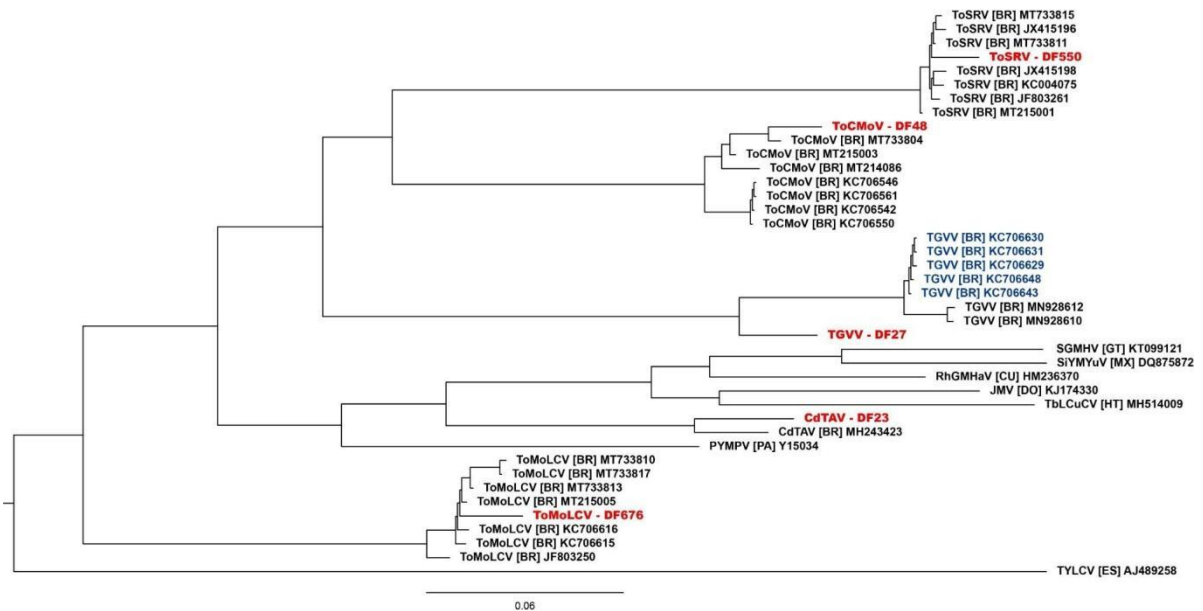 ToSRV [BR] MT733815
ToSRV [BR] JX415196
ToSRV [BR] MT733811
ToSRV - DF550
ToSRV [BR] JX415198
ToSRV [BR] KC004075
ToSRV [BR] JF803261
ToSRV [BR] MT215001
ToCMoV - DF48
ToCMoV [BR] MT733804
ToCMoV [BR] MT215003
ToCMoV [BR] MT214086
ToCMoV [BR] KC706546
ToCMoV [BR] KC706561
ToCMoV [BR] KC706542
ToCMoV [BR] KC706550
TGVV [BR] KC706630
TGVV [BR] KC706631
TGVV [BR] KC706629
TGVV [BR] KC706648
TGVV [BR] KC706643
TGVV [BR] MN928612
TGVV [BR] MN928610
TGVV - DF27
SGMHV [GT] KT099121
SiYMYuV [MX] DQ875872
RhGMHaV [CU] HM236370
JMV [DO] KJ174330
TbLCuCV [HT] MH514009
CdTAV - DF23
CdTAV [BR] MH243423
PYMPV [PA] Y15034
ToMoLCV [BR] MT733810
ToMoLCV [BR] MT733817
ToMoLCV [BR] MT733813
ToMoLCV [BR] MT215005
ToMoLCV - DF676
ToMoLCV [BR] KC706616
ToMoLCV [BR] KC706615
ToMoLCV [BR] JF803250
TYLCV [ES] AJ489258
0.06